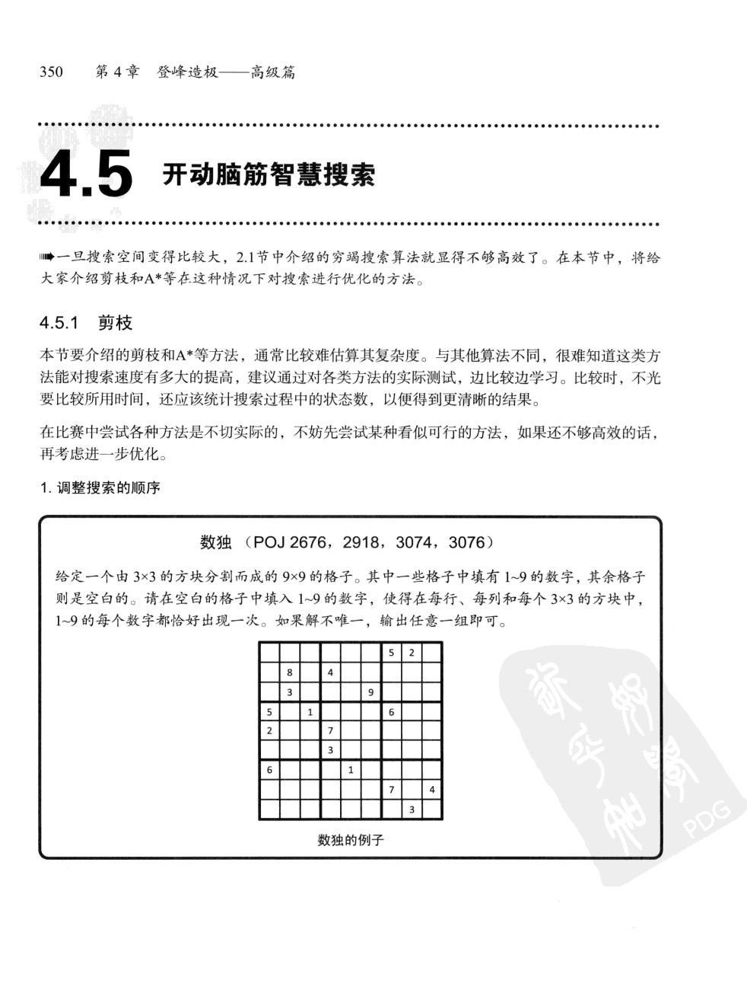 350 第 4 章 登峰造极——高级篇
4.5 开动脑筋智慧搜索
一旦搜索空间变得比较大，2.1节中介绍的穷竭搜索算法就显得不够高效了。在本节中，将给
大家介绍剪枝和A*等在这种情况下对搜索进行优化的方法。
4.5.1 剪枝
本节要介绍的剪枝和A*等方法，通常比较难估算其复杂度。与其他算法不同，很难知道这类方
法能对搜索速度有多大的提高，建议通过对各类方法的实际测试，边比较边学习。比较时，不光
要比较所用时间，还应该统计搜索过程中的状态数，以便得到更清晰的结果。
在比赛中尝试各种方法是不切实际的，不妨先尝试某种看似可行的方法，如果还不够高效的话，
再考虑进一步优化。
1. 调整搜索的顺序
数独 （POJ 2676，2918，3074，3076）
给定一个由 3×3 的方块分割而成的 9×9 的格子。其中一些格子中填有 1~9 的数字，其余格子
则是空白的。请在空白的格子中填入 1~9 的数字，使得在每行、每列和每个 3×3 的方块中，
1~9 的每个数字都恰好出现一次。如果解不唯一，输出任意一组即可。
5 2
8 4
3 9
5 1 6
2 7
3
6 1
7 4
3
数独的例子
PDG